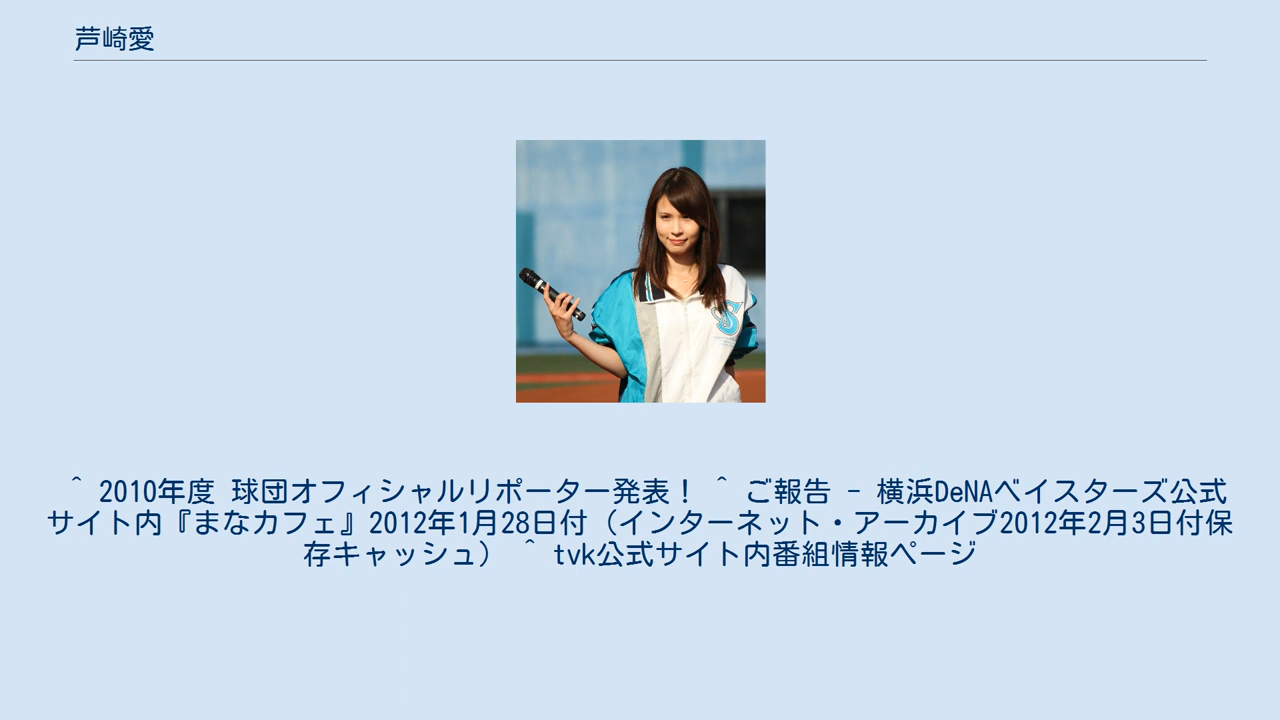 芦崎愛
S
^ 2010年度 球団オフィシャルリポーター発表！ ^ ご報告 - 横浜DeNAベイスターズ公式
サイト内『まなカフェ』2012年1月28日付（インターネット・アーカイブ2012年2月3日付保
存キャッシュ） ^ tvk公式サイト内番組情報ページ